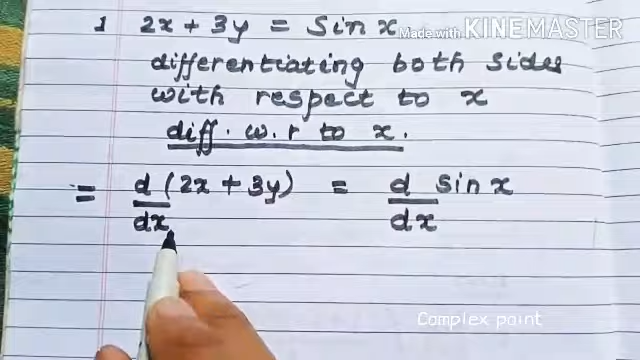 1 2x + 3y = Sin x
Made with KINEMASTER
differentiating both sides
with respect to x
diff. w.r to x.
= d/dx (2x + 3y) = d/dx sin x
Complex point